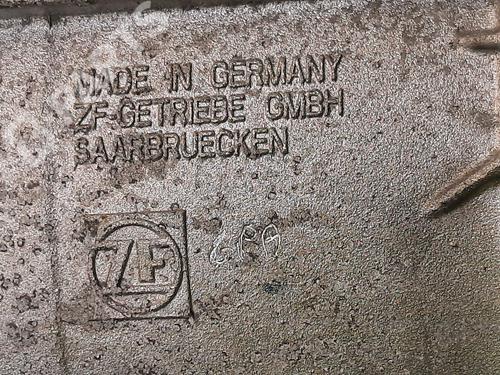 MADE IN GERMANY
ZF-GETRIEBE GMBH
SAARBRUECKEN
ZF